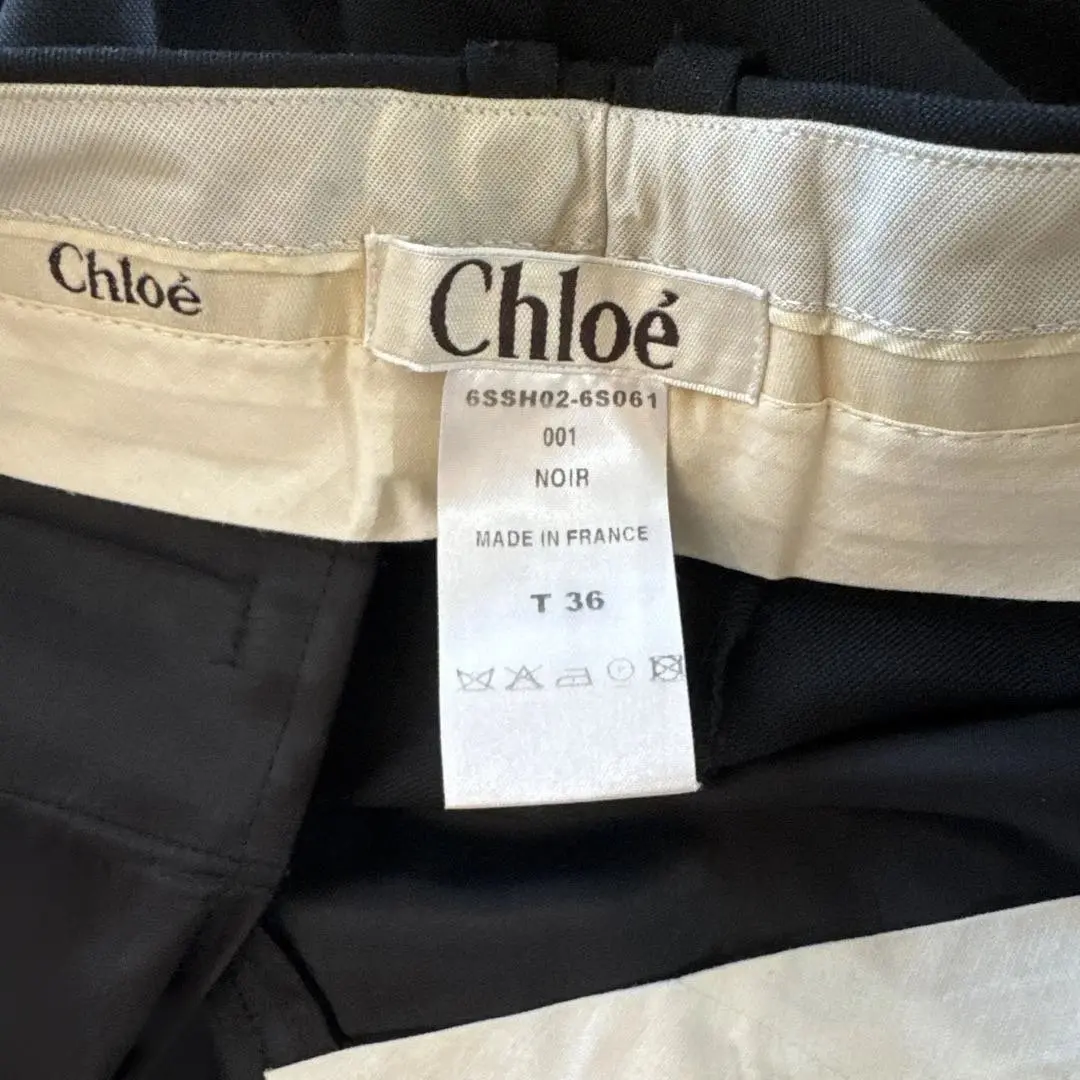 Chloé
Chloé
6SSH02-6S061
001
NOIR
MADE IN FRANCE
T 36